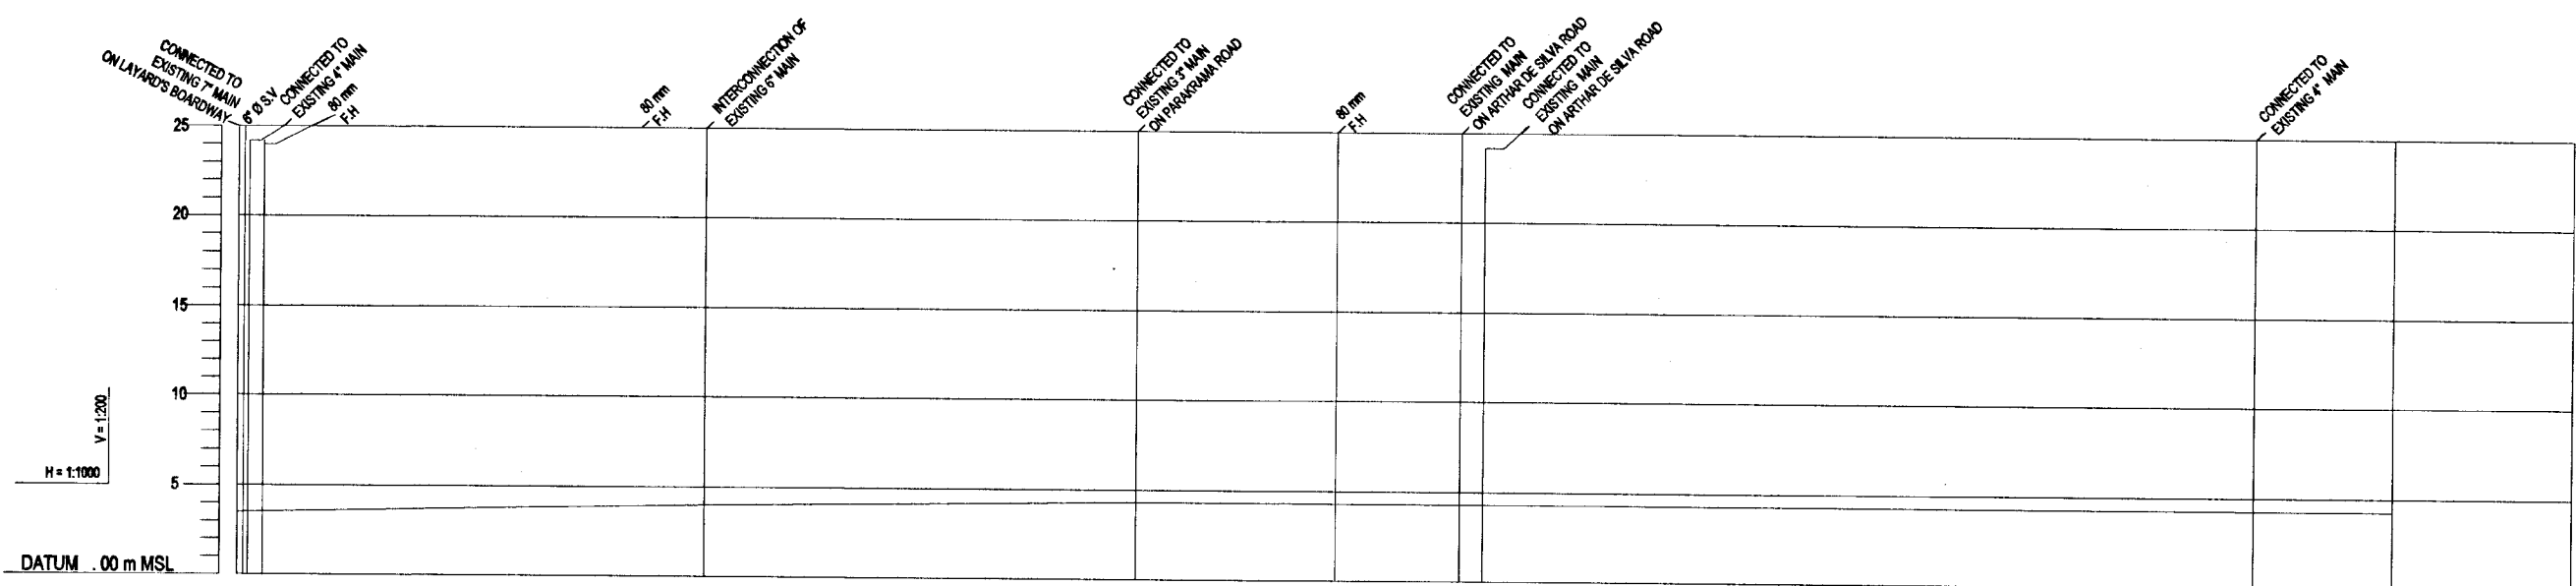 CONNECTED TO
EXISTING 7" MAIN
ON LAYARD'S BOARDWAY
6" Ø S.V
CONNECTED TO
EXISTING 4" MAIN
80 mm
F.H
80 mm
F.H
INTERCONNECTION OF
EXISTING 6" MAIN
CONNECTED TO
EXISTING 3" MAIN
ON PARAKRAMA ROAD
80 mm
F.H
CONNECTED TO
EXISTING MAIN
ON ARTHAR DE SILVA ROAD
CONNECTED TO
EXISTING MAIN
ON ARTHAR DE SILVA ROAD
CONNECTED TO
EXISTING 4" MAIN
25
20
15
10
5
V = 1:200
H = 1:1000
DATUM .00 m MSL